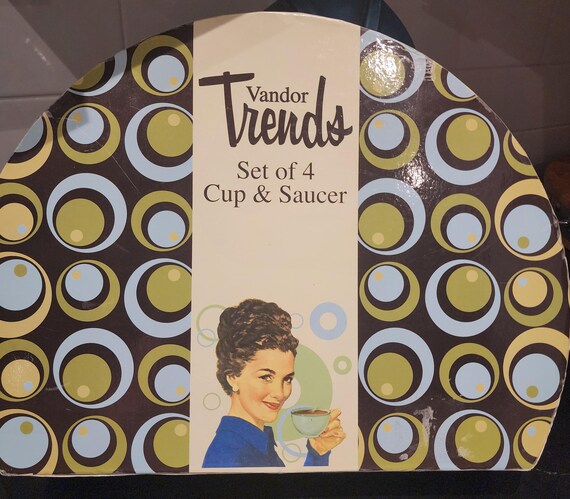 Vandor
Trends
Set of 4
Cup & Saucer